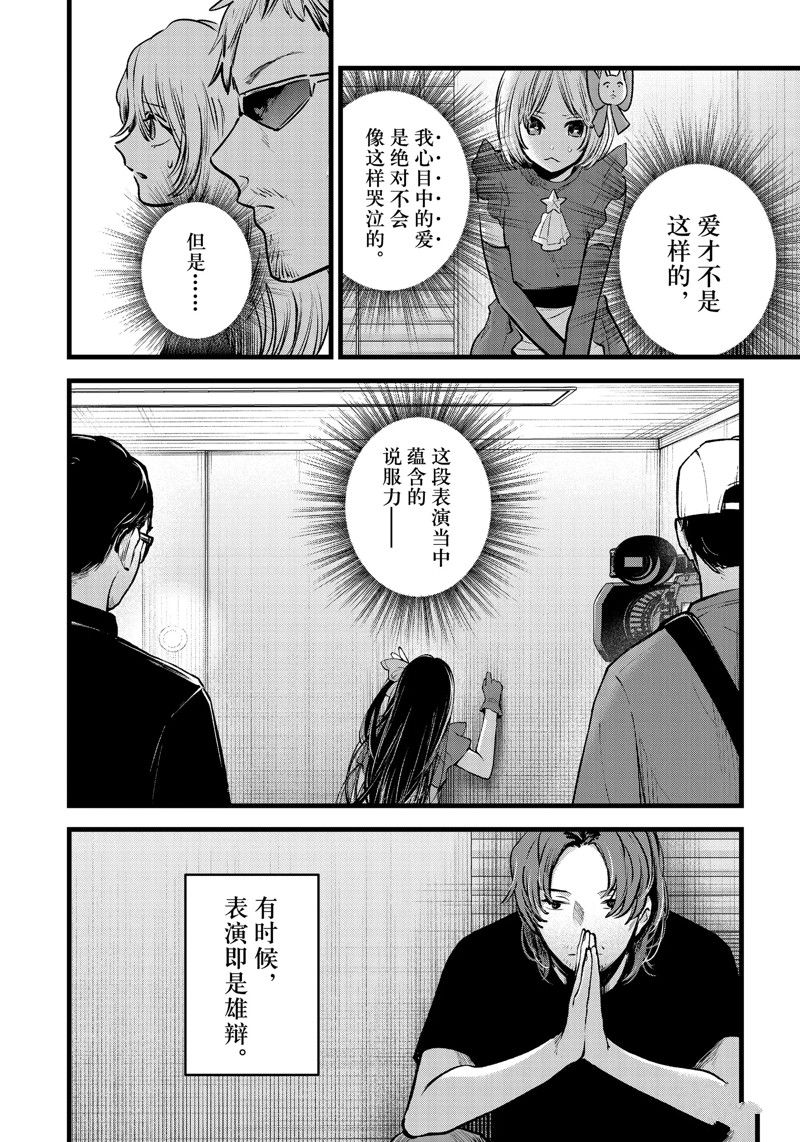 爱才不是
这样的，
我心目中的爱
是绝对不会
像这样哭泣的。
但是……
这段表演当中
蕴含的
说服力——
有时候，
表演即是雄辩。